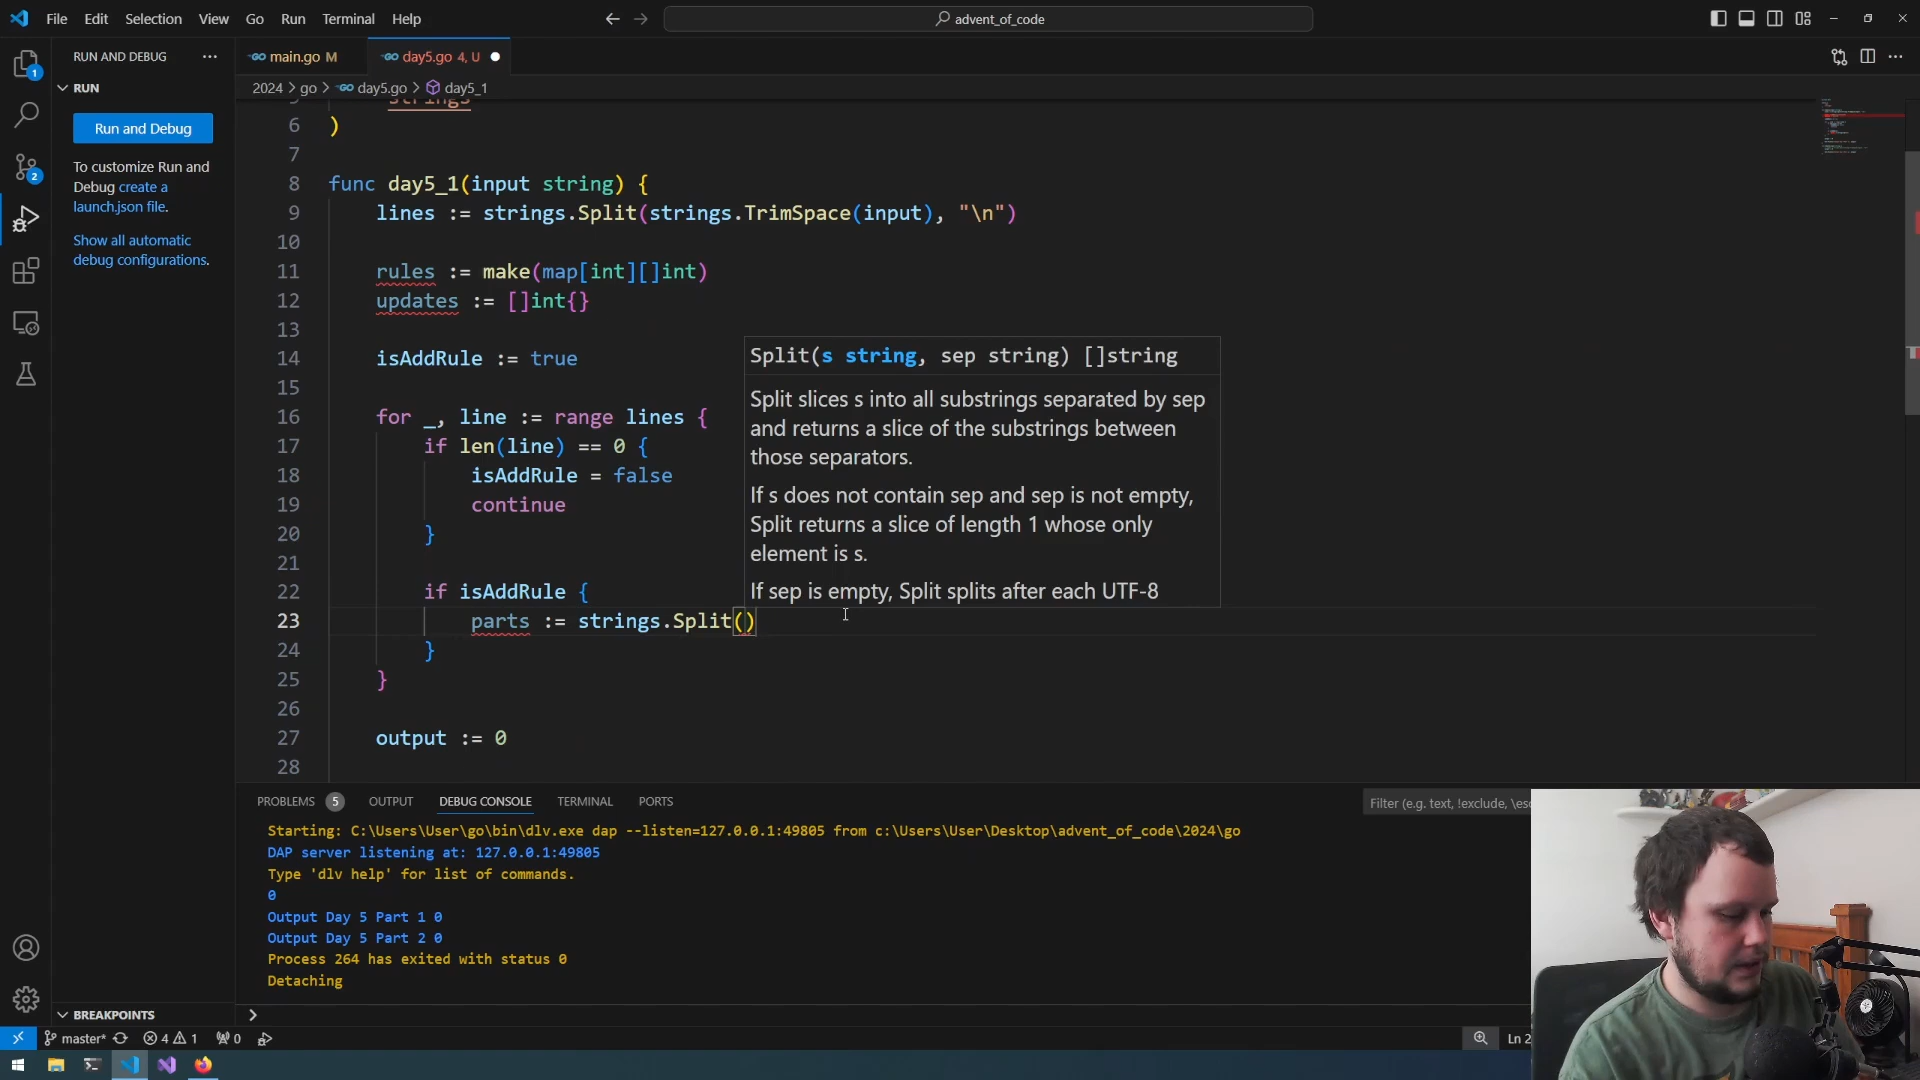 File Edit Selection View Go Run Terminal Help
advent_of_code
RUN AND DEBUG
main.go M
day5.go 4, U
2024 > go > day5.go > day5_1
RUN
Run and Debug
To customize Run and
Debug create a
launch.json file.
Show all automatic
debug configurations.
1
2
strings
6 )
7
8 func day5_1(input string) {
9 lines := strings.Split(strings.TrimSpace(input), "\n")
10
11 rules := make(map[int][]int)
12 updates := []int{}
13
14 isAddRule := true
15
16 for _, line := range lines {
17 if len(line) == 0 {
18 isAddRule = false
19 continue
20 }
21
22 if isAddRule {
23 parts := strings.Split()
24 }
25 }
26
27 output := 0
28
Split(s string, sep string) []string
Split slices s into all substrings separated by sep
and returns a slice of the substrings between
those separators.
If s does not contain sep and sep is not empty,
Split returns a slice of length 1 whose only
element is s.
If sep is empty, Split splits after each UTF-8
PROBLEMS 5 OUTPUT DEBUG CONSOLE TERMINAL PORTS
Filter (e.g. text, !exclude, \esc
Starting: C:\Users\User\go\bin\dlv.exe dap --listen=127.0.0.1:49805 from c:\Users\User\Desktop\advent_of_code\2024\go
DAP server listening at: 127.0.0.1:49805
Type 'dlv help' for list of commands.
0
Output Day 5 Part 1 0
Output Day 5 Part 2 0
Process 264 has exited with status 0
Detaching
>
BREAKPOINTS
master* 4 1 0
Ln 2